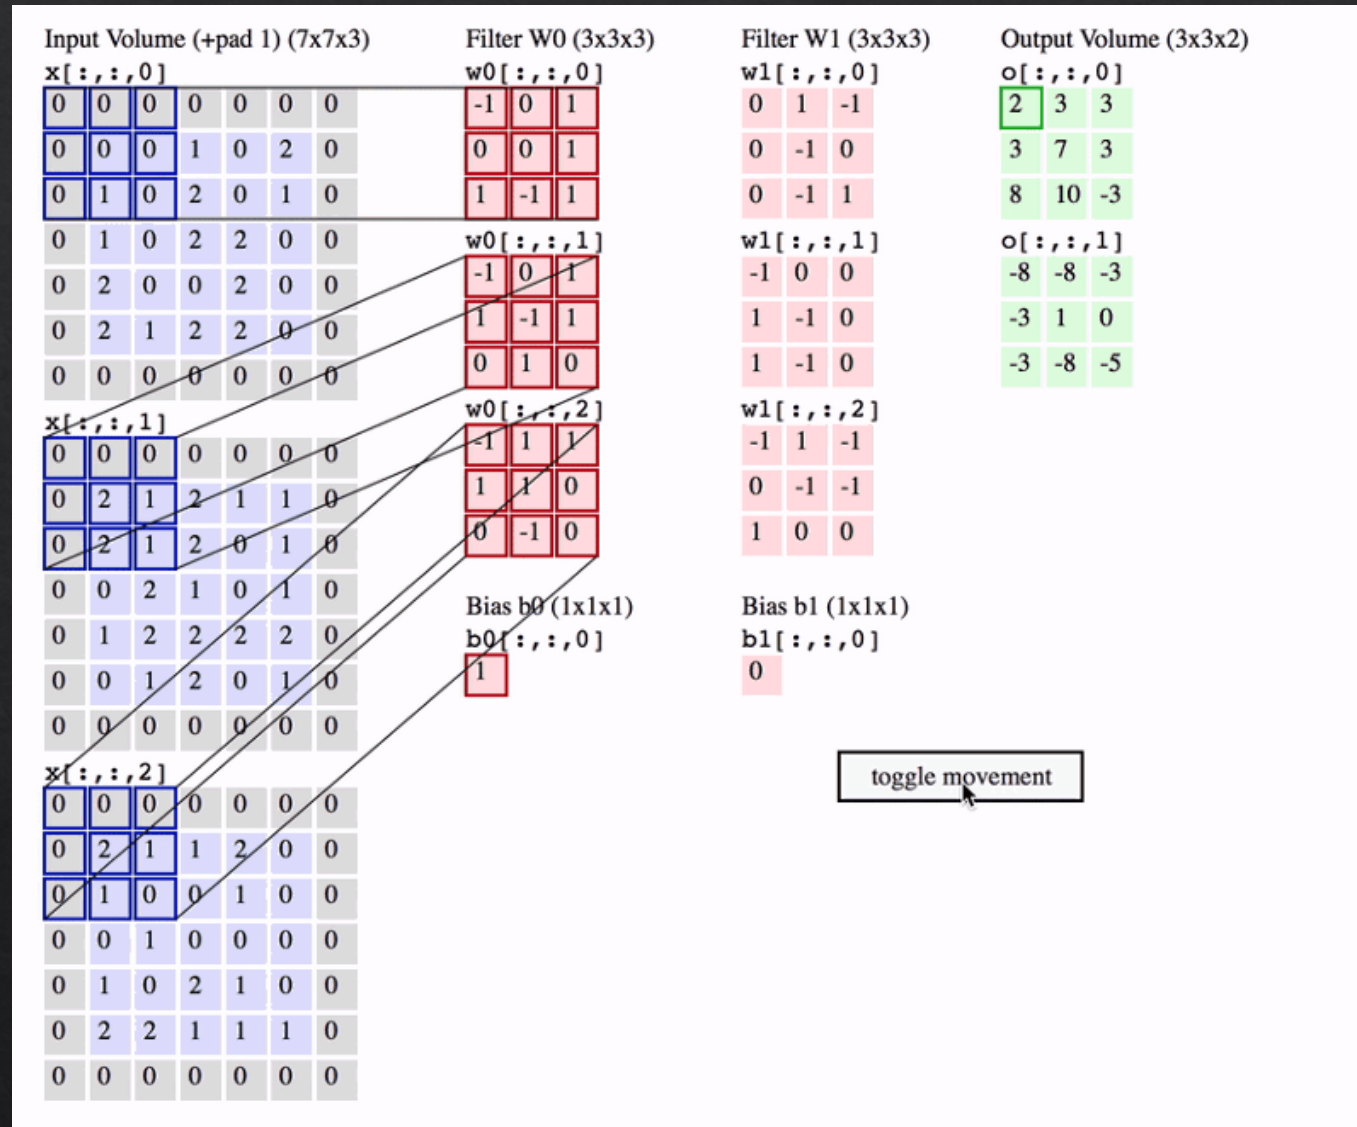 Input Volume (+pad 1) (7x7x3)
x[:,:,0]
0 0 0 0 0 0 0
0 0 0 1 0 2 0
0 1 0 2 0 1 0
0 1 0 2 2 0 0
0 2 0 0 2 0 0
0 2 1 2 2 0 0
0 0 0 0 0 0 0
x[:,:,1]
0 0 0 0 0 0 0
0 2 1 2 1 1 0
0 2 1 2 0 1 0
0 0 2 1 0 1 0
0 1 2 2 2 2 0
0 0 1 2 0 1 0
0 0 0 0 0 0 0
x[:,:,2]
0 0 0 0 0 0 0
0 2 1 1 2 0 0
0 1 0 0 1 0 0
0 0 1 0 0 0 0
0 1 0 2 1 0 0
0 2 2 1 1 1 0
0 0 0 0 0 0 0
Filter W0 (3x3x3)
w0[:,:,0]
-1 0 1
0 0 1
1 -1 1
w0[:,:,1]
-1 0 1
1 -1 1
0 1 0
w0[:,:,2]
-1 1 1
1 1 0
0 -1 0
Bias b0 (1x1x1)
b0[:,:,0]
1
Filter W1 (3x3x3)
w1[:,:,0]
0 1 -1
0 -1 0
0 -1 1
w1[:,:,1]
-1 0 0
1 -1 0
1 -1 0
w1[:,:,2]
-1 1 -1
0 -1 -1
1 0 0
Bias b1 (1x1x1)
b1[:,:,0]
0
Output Volume (3x3x2)
o[:,:,0]
2 3 3
3 7 3
8 10 -3
o[:,:,1]
-8 -8 -3
-3 1 0
-3 -8 -5
toggle movement